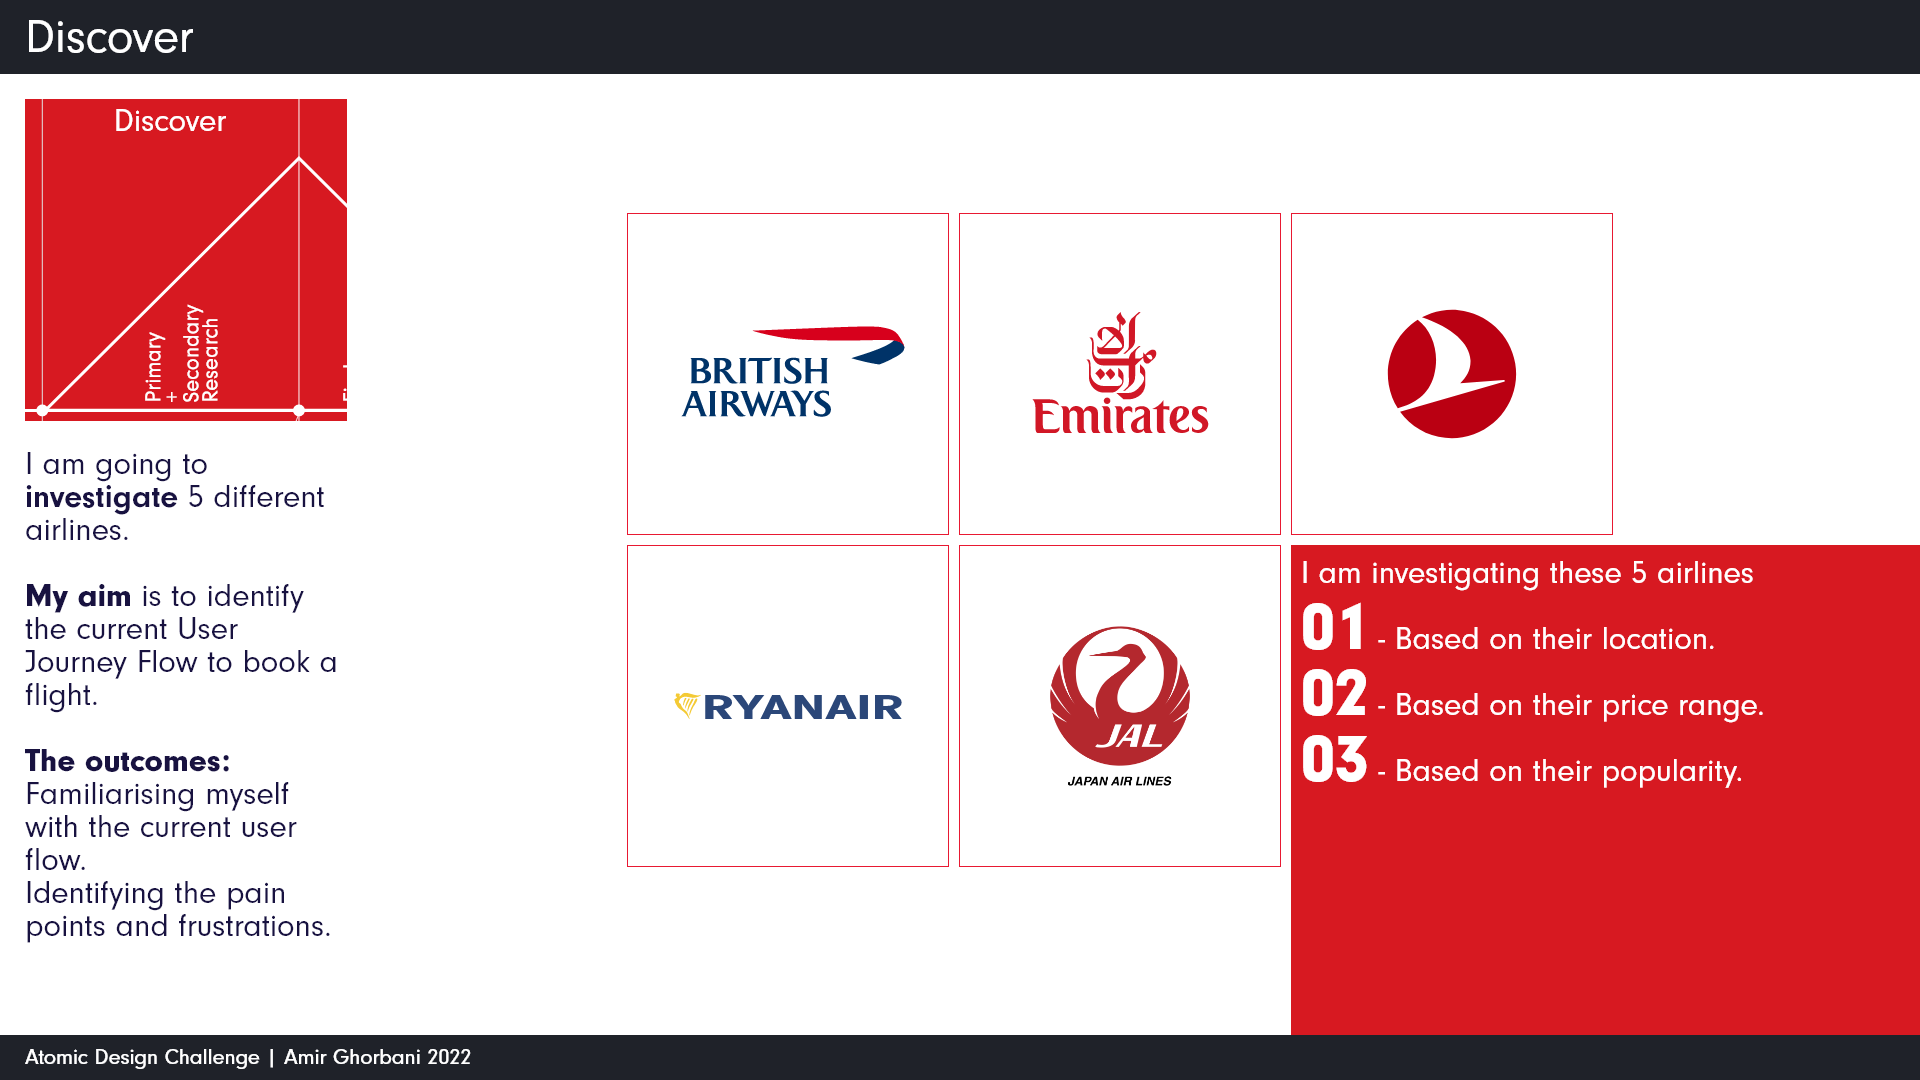 Discover
Discover
Primary
+
Secondary
Research
I am going to
investigate 5 different
airlines.
My aim is to identify
the current User
Journey Flow to book a
flight.
The outcomes:
Familiarising myself
with the current user
flow.
Identifying the pain
points and frustrations.
BRITISH
AIRWAYS
Emirates
RYANAIR
JAL
JAPAN AIR LINES
I am investigating these 5 airlines
01 - Based on their location.
02 - Based on their price range.
03 - Based on their popularity.
Atomic Design Challenge | Amir Ghorbani 2022